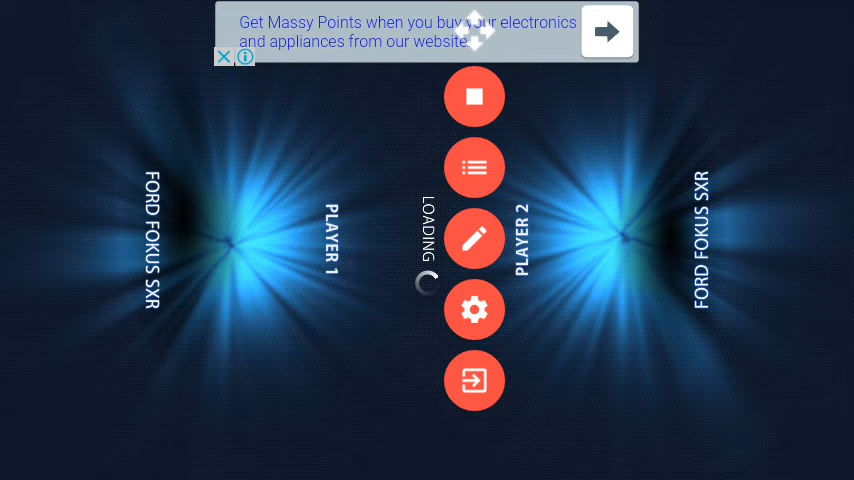 Get Massy Points when you buy your electronics
and appliances from our website.
FORD FOKUS SXR
PLAYER 1
LOADING
PLAYER 2
FORD FOKUS SXR